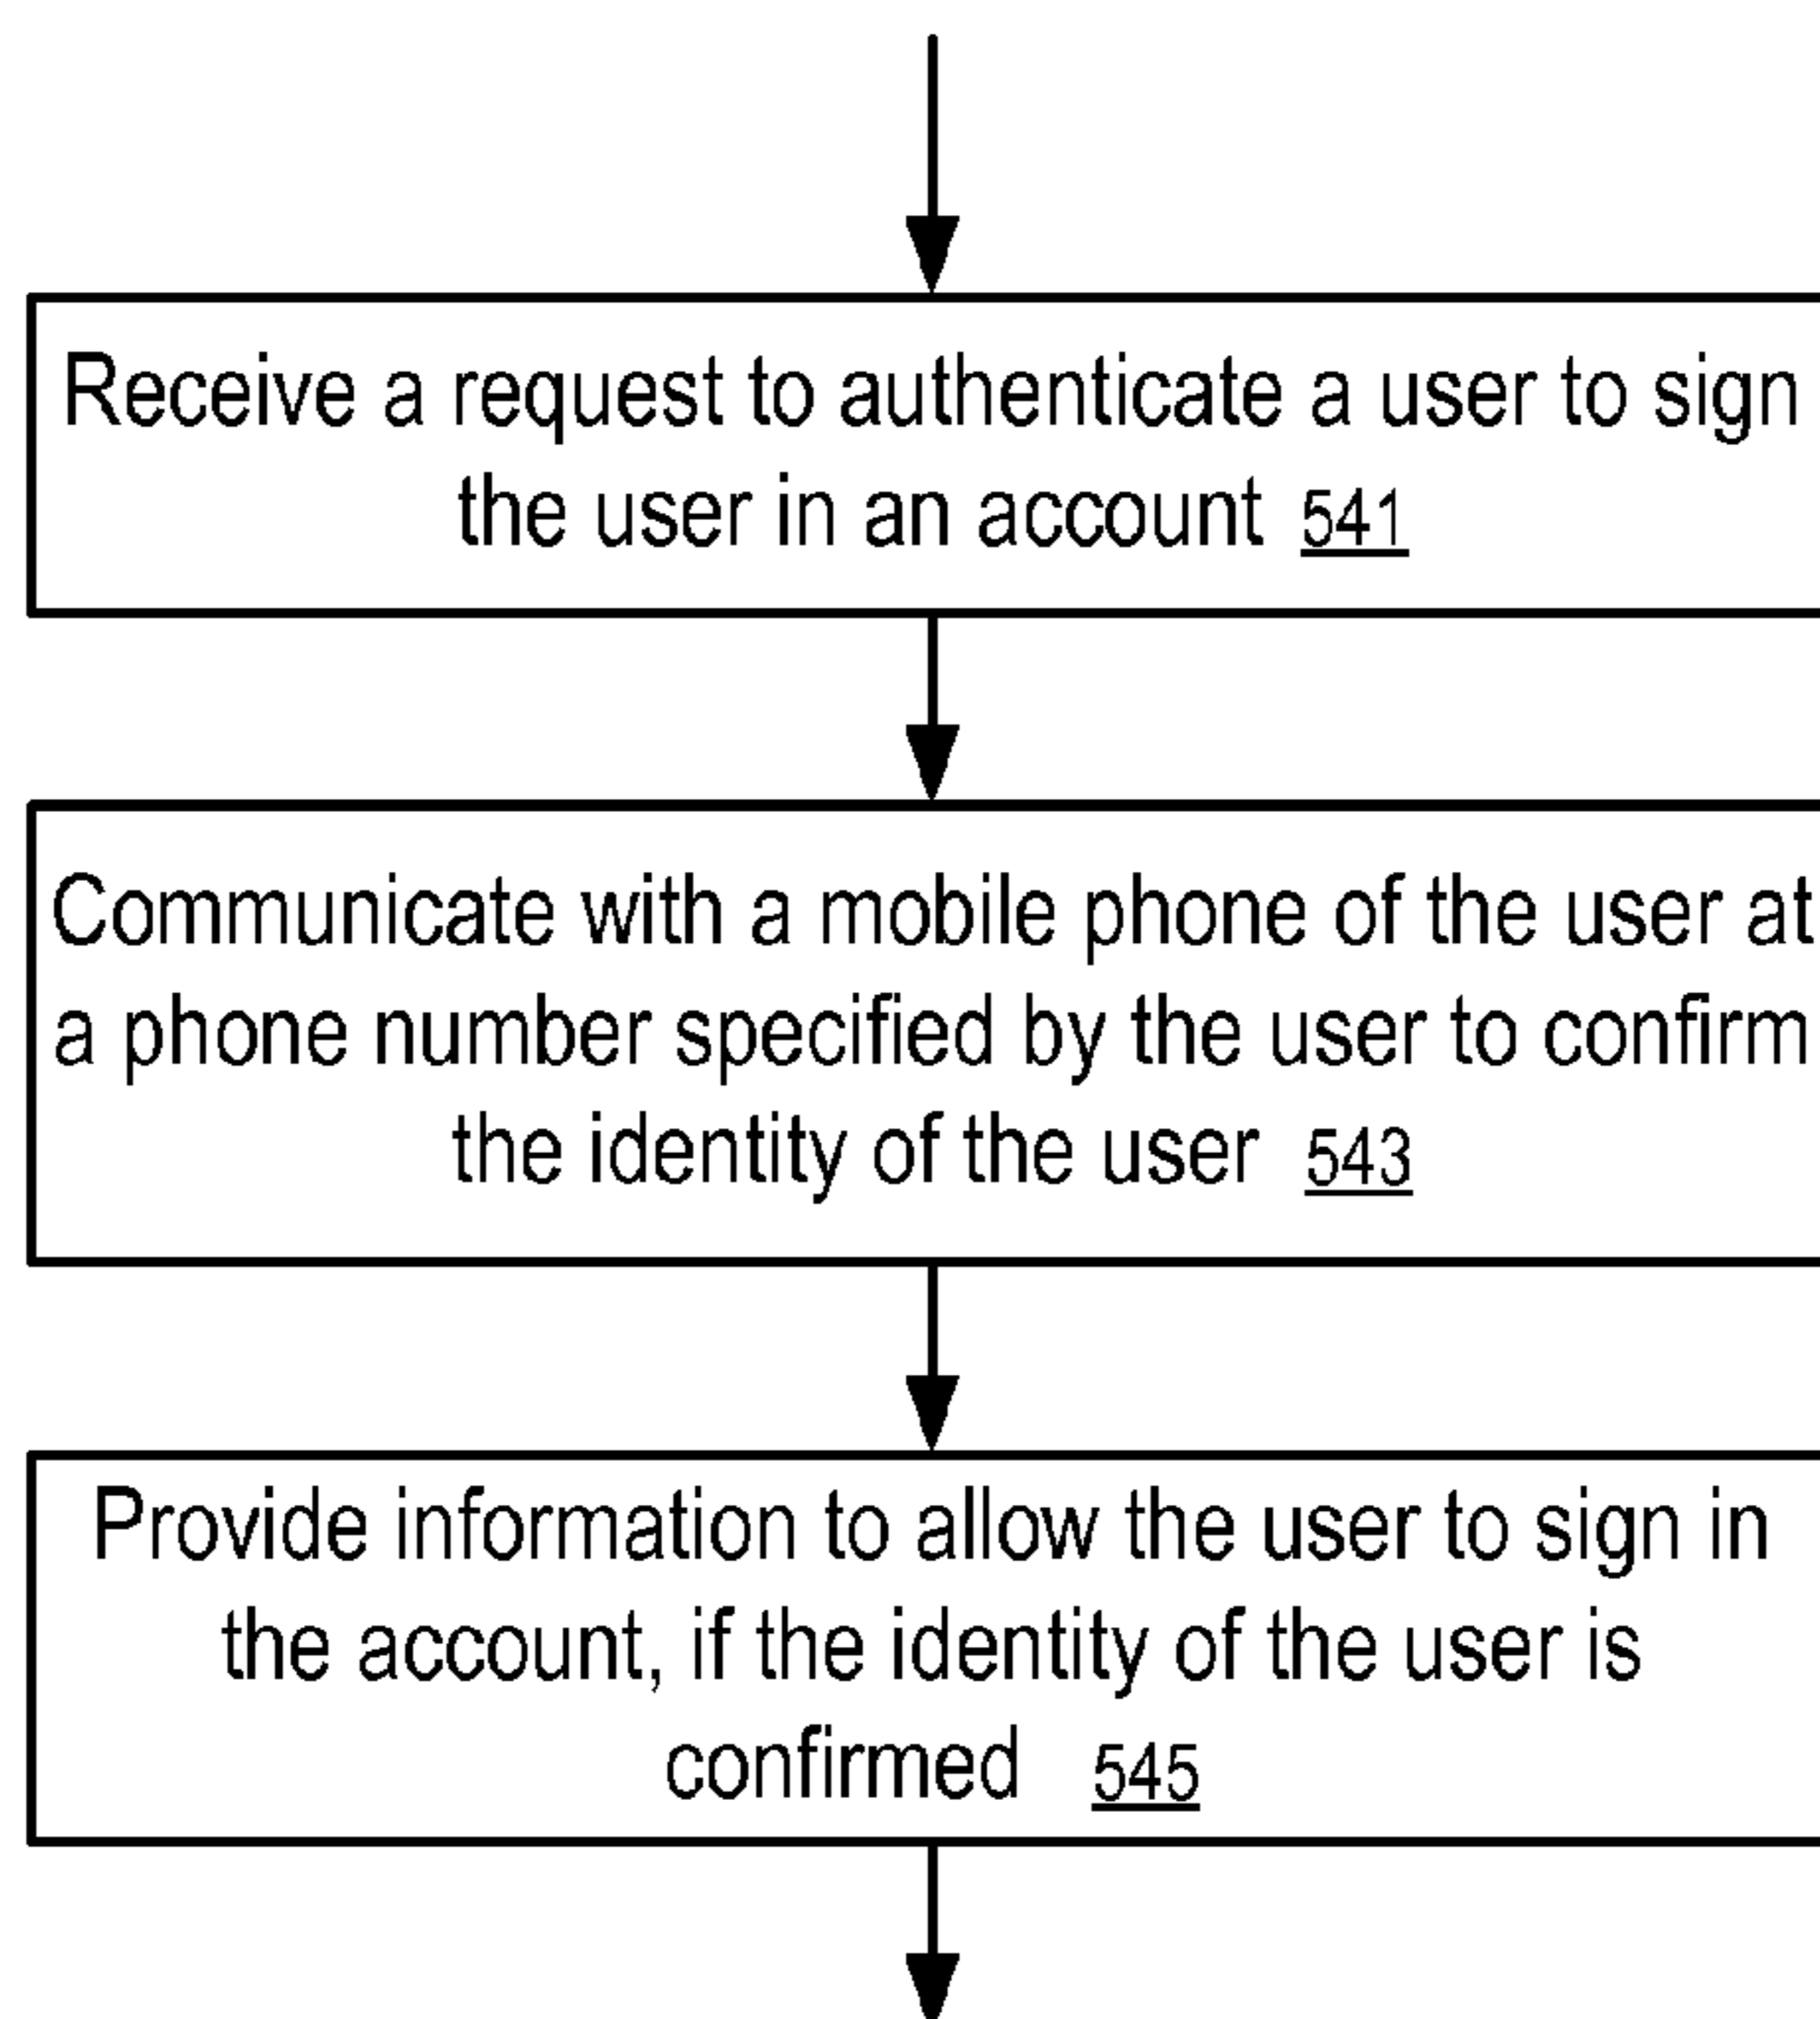 Receive a request to authenticate a user to sign
the user in an account 541
Communicate with a mobile phone of the user at
a phone number specified by the user to confirm
the identity of the user 543
Provide information to allow the user to sign in
the account, if the identity of the user is
confirmed 545